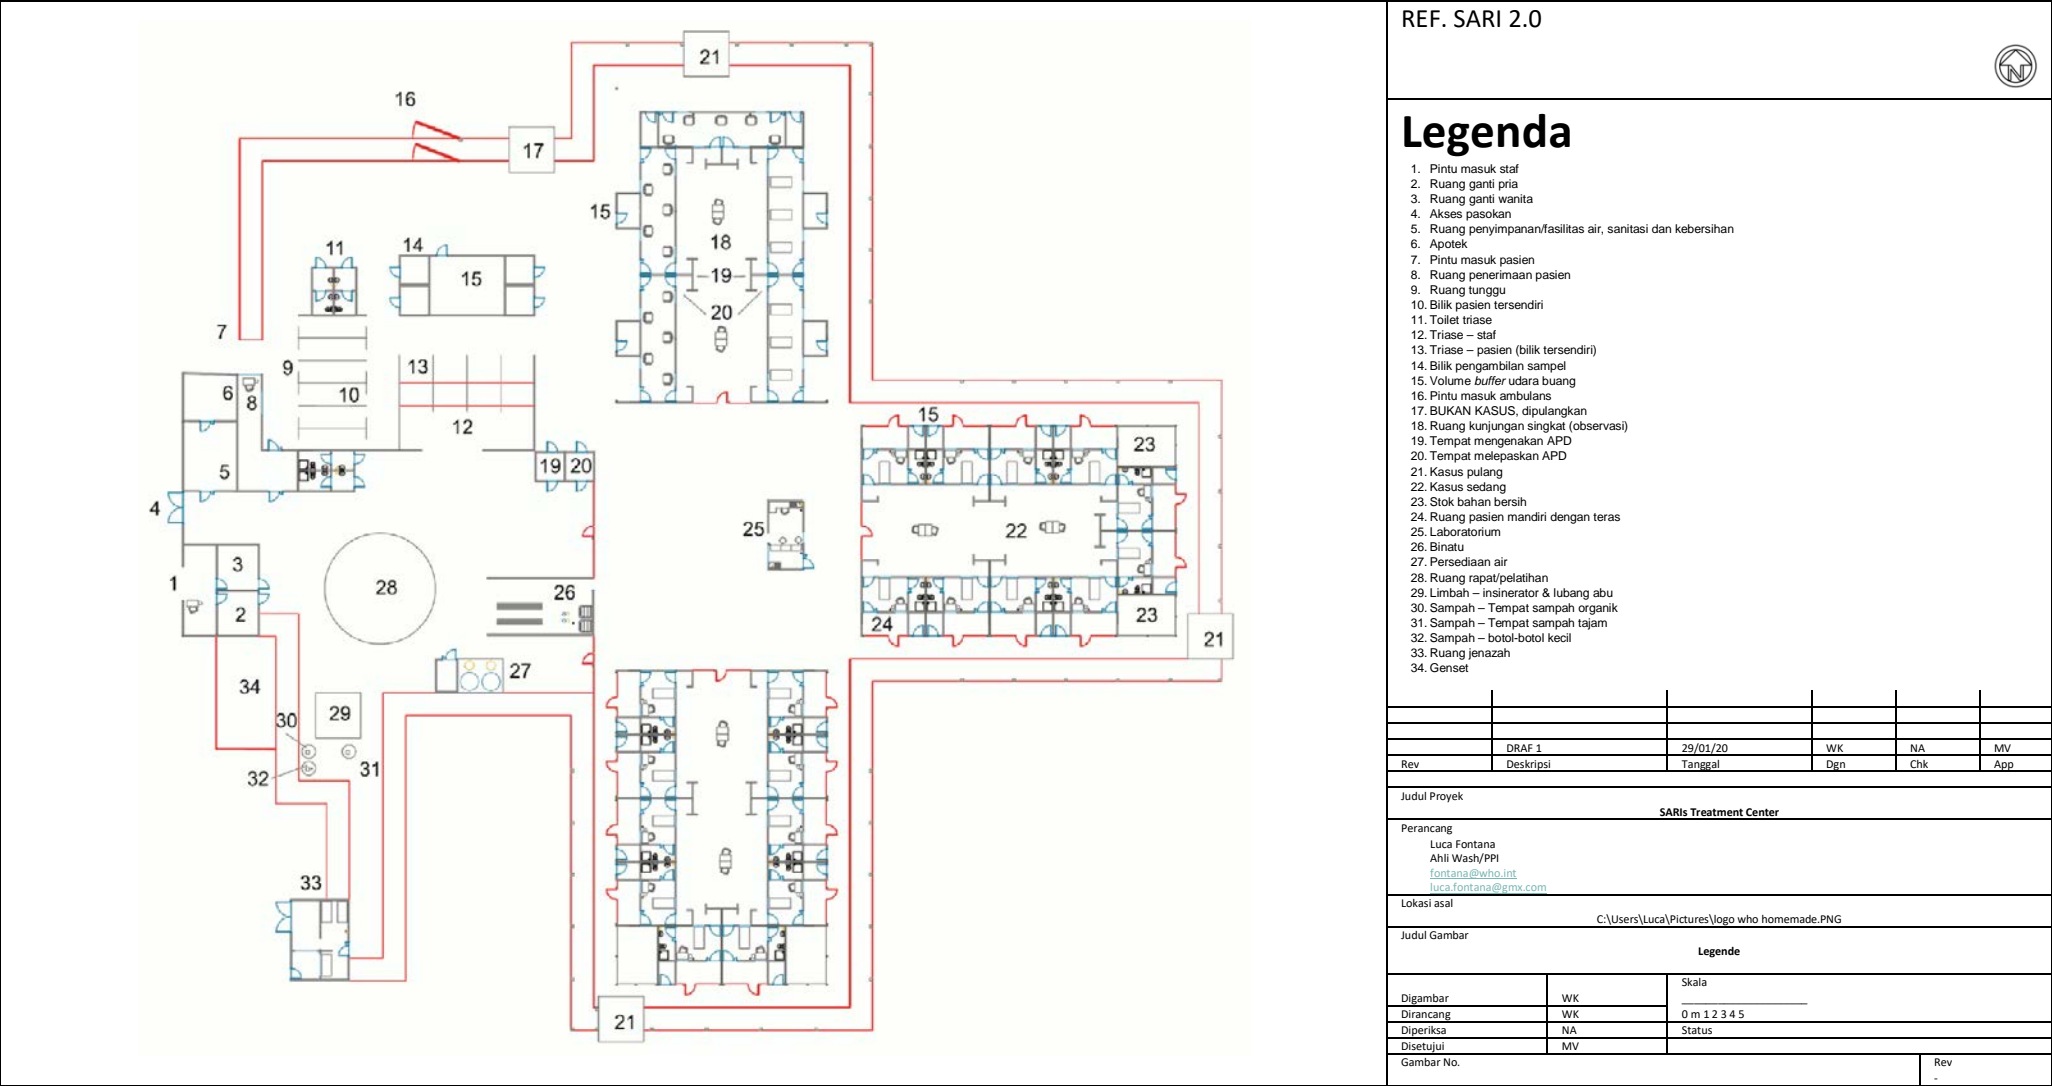 21
16
17
15
18
11
14
15
19
20
7
9
13
6
8
10
12
15
23
5
19
20
4
25
22
3
1
28
26
2
24
23
21
27
34
30
29
32
31
33
21
REF. SARI 2.0
N
Legenda
1. Pintu masuk staf
2. Ruang ganti pria
3. Ruang ganti wanita
4. Akses pasokan
5. Ruang penyimpanan/fasilitas air, sanitasi dan kebersihan
6. Apotek
7. Pintu masuk pasien
8. Ruang penerimaan pasien
9. Ruang tunggu
10. Bilik pasien tersendiri
11. Toilet triase
12. Triase – staf
13. Triase – pasien (bilik tersendiri)
14. Bilik pengambilan sampel
15. Volume buffer udara buang
16. Pintu masuk ambulans
17. BUKAN KASUS, dipulangkan
18. Ruang kunjungan singkat (observasi)
19. Tempat mengenakan APD
20. Tempat melepaskan APD
21. Kasus pulang
22. Kasus sedang
23. Stok bahan bersih
24. Ruang pasien mandiri dengan teras
25. Laboratorium
26. Binatu
27. Persediaan air
28. Ruang rapat/pelatihan
29. Limbah – insinerator & lubang abu
30. Sampah – Tempat sampah organik
31. Sampah – Tempat sampah tajam
32. Sampah – botol-botol kecil
33. Ruang jenazah
34. Genset
DRAF 1 29/01/20 WK NA MV
Rev Deskripsi Tanggal Dgn Chk App
Judul Proyek
SARIs Treatment Center
Perancang
Luca Fontana
Ahli Wash/PPI
fontana@who.int
luca.fontana@gmx.com
Lokasi asal
C:\Users\Luca\Pictures\logo who homemade.PNG
Judul Gambar
Legende
Skala
Digambar WK
Dirancang WK 0 m 1 2 3 4 5
Diperiksa NA Status
Disetujui MV
Gambar No. Rev
-